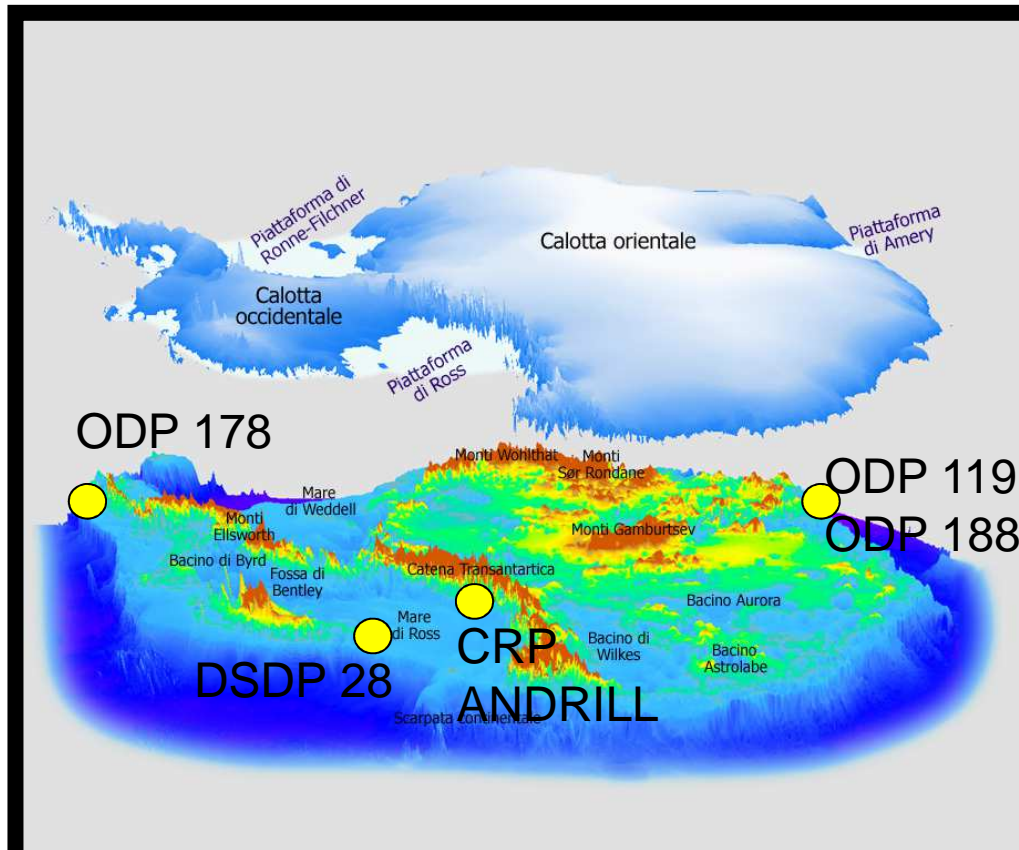 Piattaforma di
Ronne-Filchner
Calotta orientale
Piattaforma
di Amery
Calotta
occidentale
Piattaforma
di Ross
ODP 178
Monti Wohlthat
Monti
Sør Rondane
ODP 119
ODP 188
Mare
di Weddell
Monti
Ellsworth
Monti Gamburtsev
Bacino di Byrd
Fossa di
Bentley
Catena Transantartica
Bacino Aurora
Mare
di Ross
Bacino di
Wilkes
Bacino
Astrolabe
CRP
ANDRILL
DSDP 28
Scarpata continentale